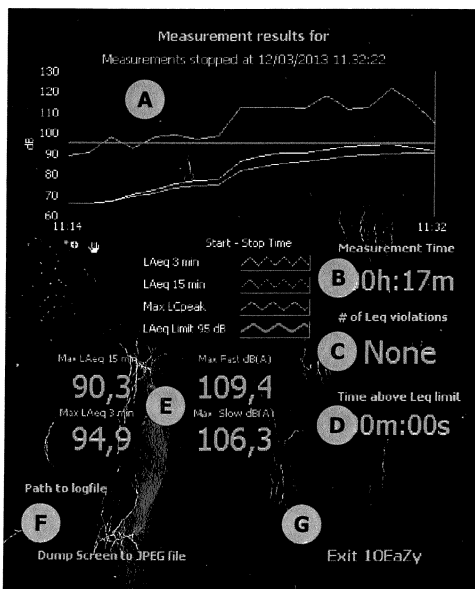 Measurement results for
Measurements stopped at 12/03/2013 11.32:22
130
120
110
100
90
80
70
60
dB
A
11:14
11:32
Start - Stop Time
LAeq 3 min
LAeq 15 min
Max LCpeak
LAeq Limit 95 dB
Measurement Time
B 00h:17m
# of Leq violations
C None
Time above Leq limit
D 00m:00s
Max LAeq 15 min
90,3
Max Fast dB(A)
109,4
E
Max LAeq 3 min
94,9
Max Slow dB(A)
106,3
Path to logfile
F
Dump Screen to JPEG file
G
Exit 10EaZy